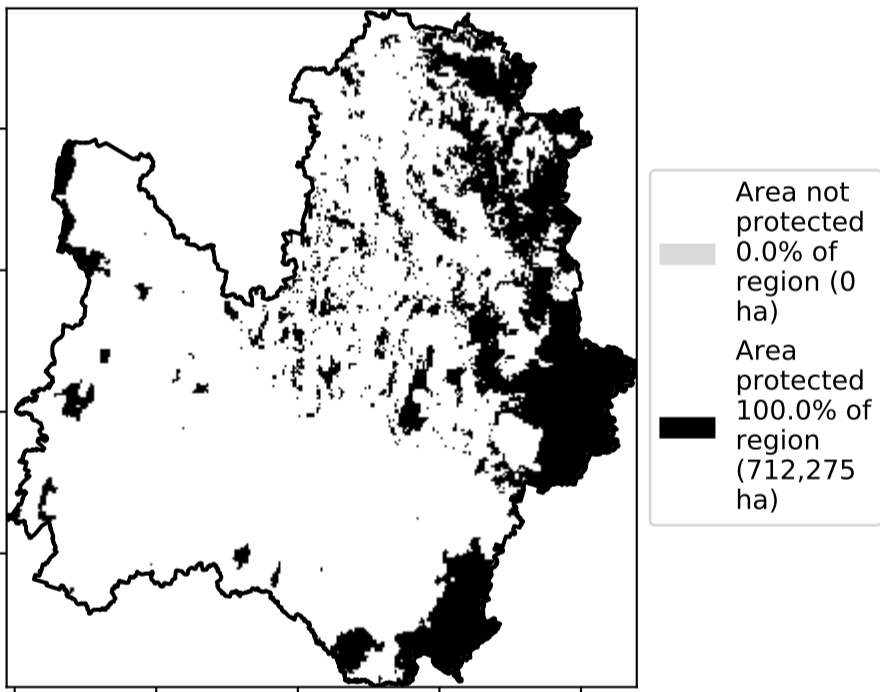 Area not
protected
0.0% of
region (0
ha)
Area
protected
100.0% of
region
(712,275
ha)